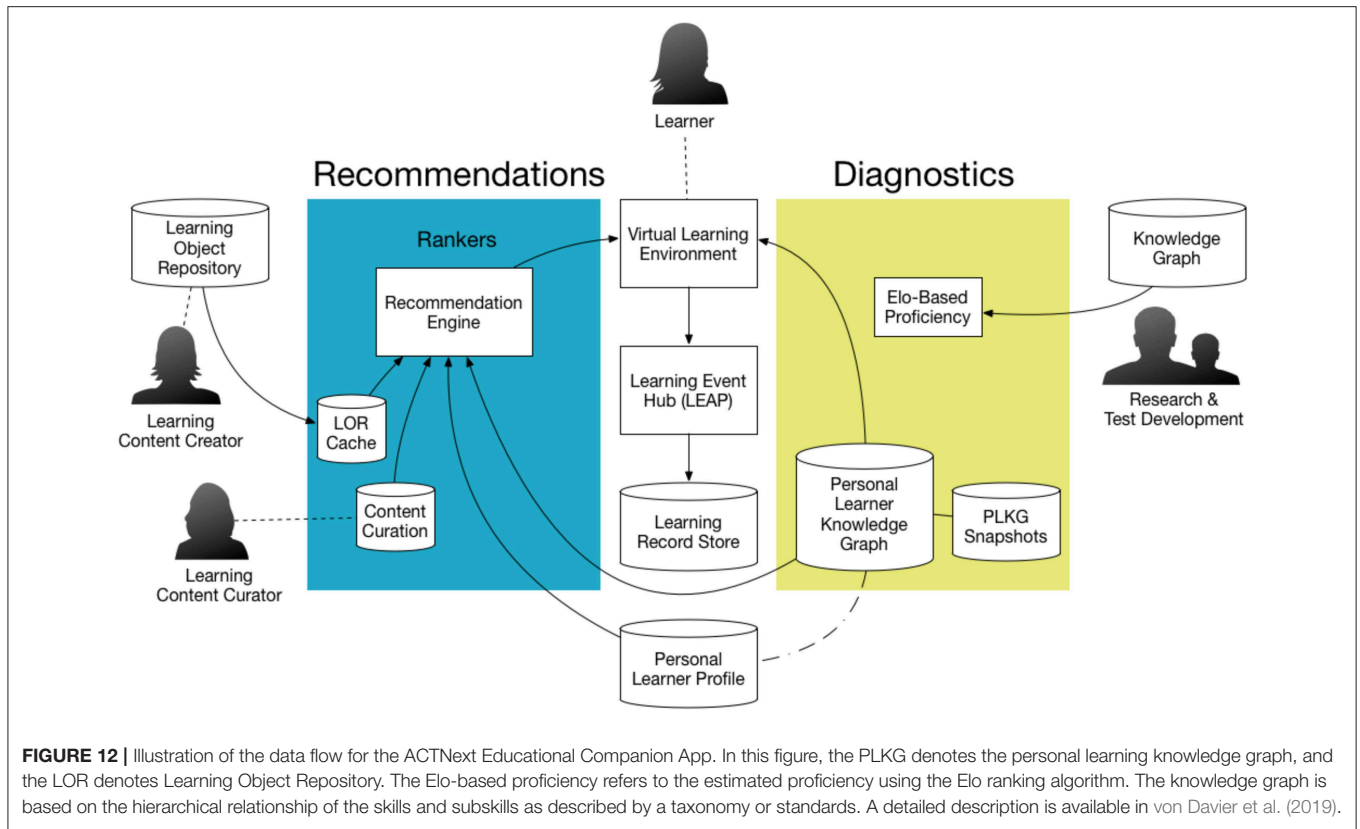 Learner
Recommendations
Diagnostics
Learning
Object
Repository
Rankers
Virtual Learning
Environment
Knowledge
Graph
Recommendation
Engine
Elo-Based
Proficiency
Learning
Content Creator
LOR
Cache
Learning Event
Hub (LEAP)
Research &
Test Development
Content
Curation
Learning
Record Store
Personal
Learner
Knowledge
Graph
PLKG
Snapshots
Learning
Content Curator
Personal
Learner Profile
FIGURE 12 | Illustration of the data flow for the ACTNext Educational Companion App. In this figure, the PLKG denotes the personal learning knowledge graph, and
the LOR denotes Learning Object Repository. The Elo-based proficiency refers to the estimated proficiency using the Elo ranking algorithm. The knowledge graph is
based on the hierarchical relationship of the skills and subskills as described by a taxonomy or standards. A detailed description is available in von Davier et al. (2019).